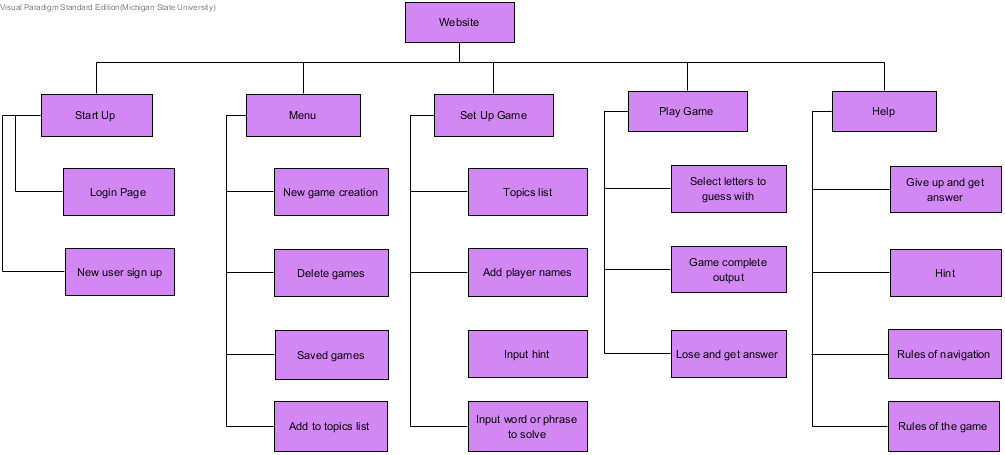 Visual Paradigm Standard Edition(Michigan State University)
Website
Start Up
Menu
Set Up Game
Play Game
Help
Login Page
New user sign up
New game creation
Delete games
Saved games
Add to topics list
Topics list
Add player names
Input hint
Input word or phrase
to solve
Select letters to
guess with
Game complete
output
Lose and get answer
Give up and get
answer
Hint
Rules of navigation
Rules of the game